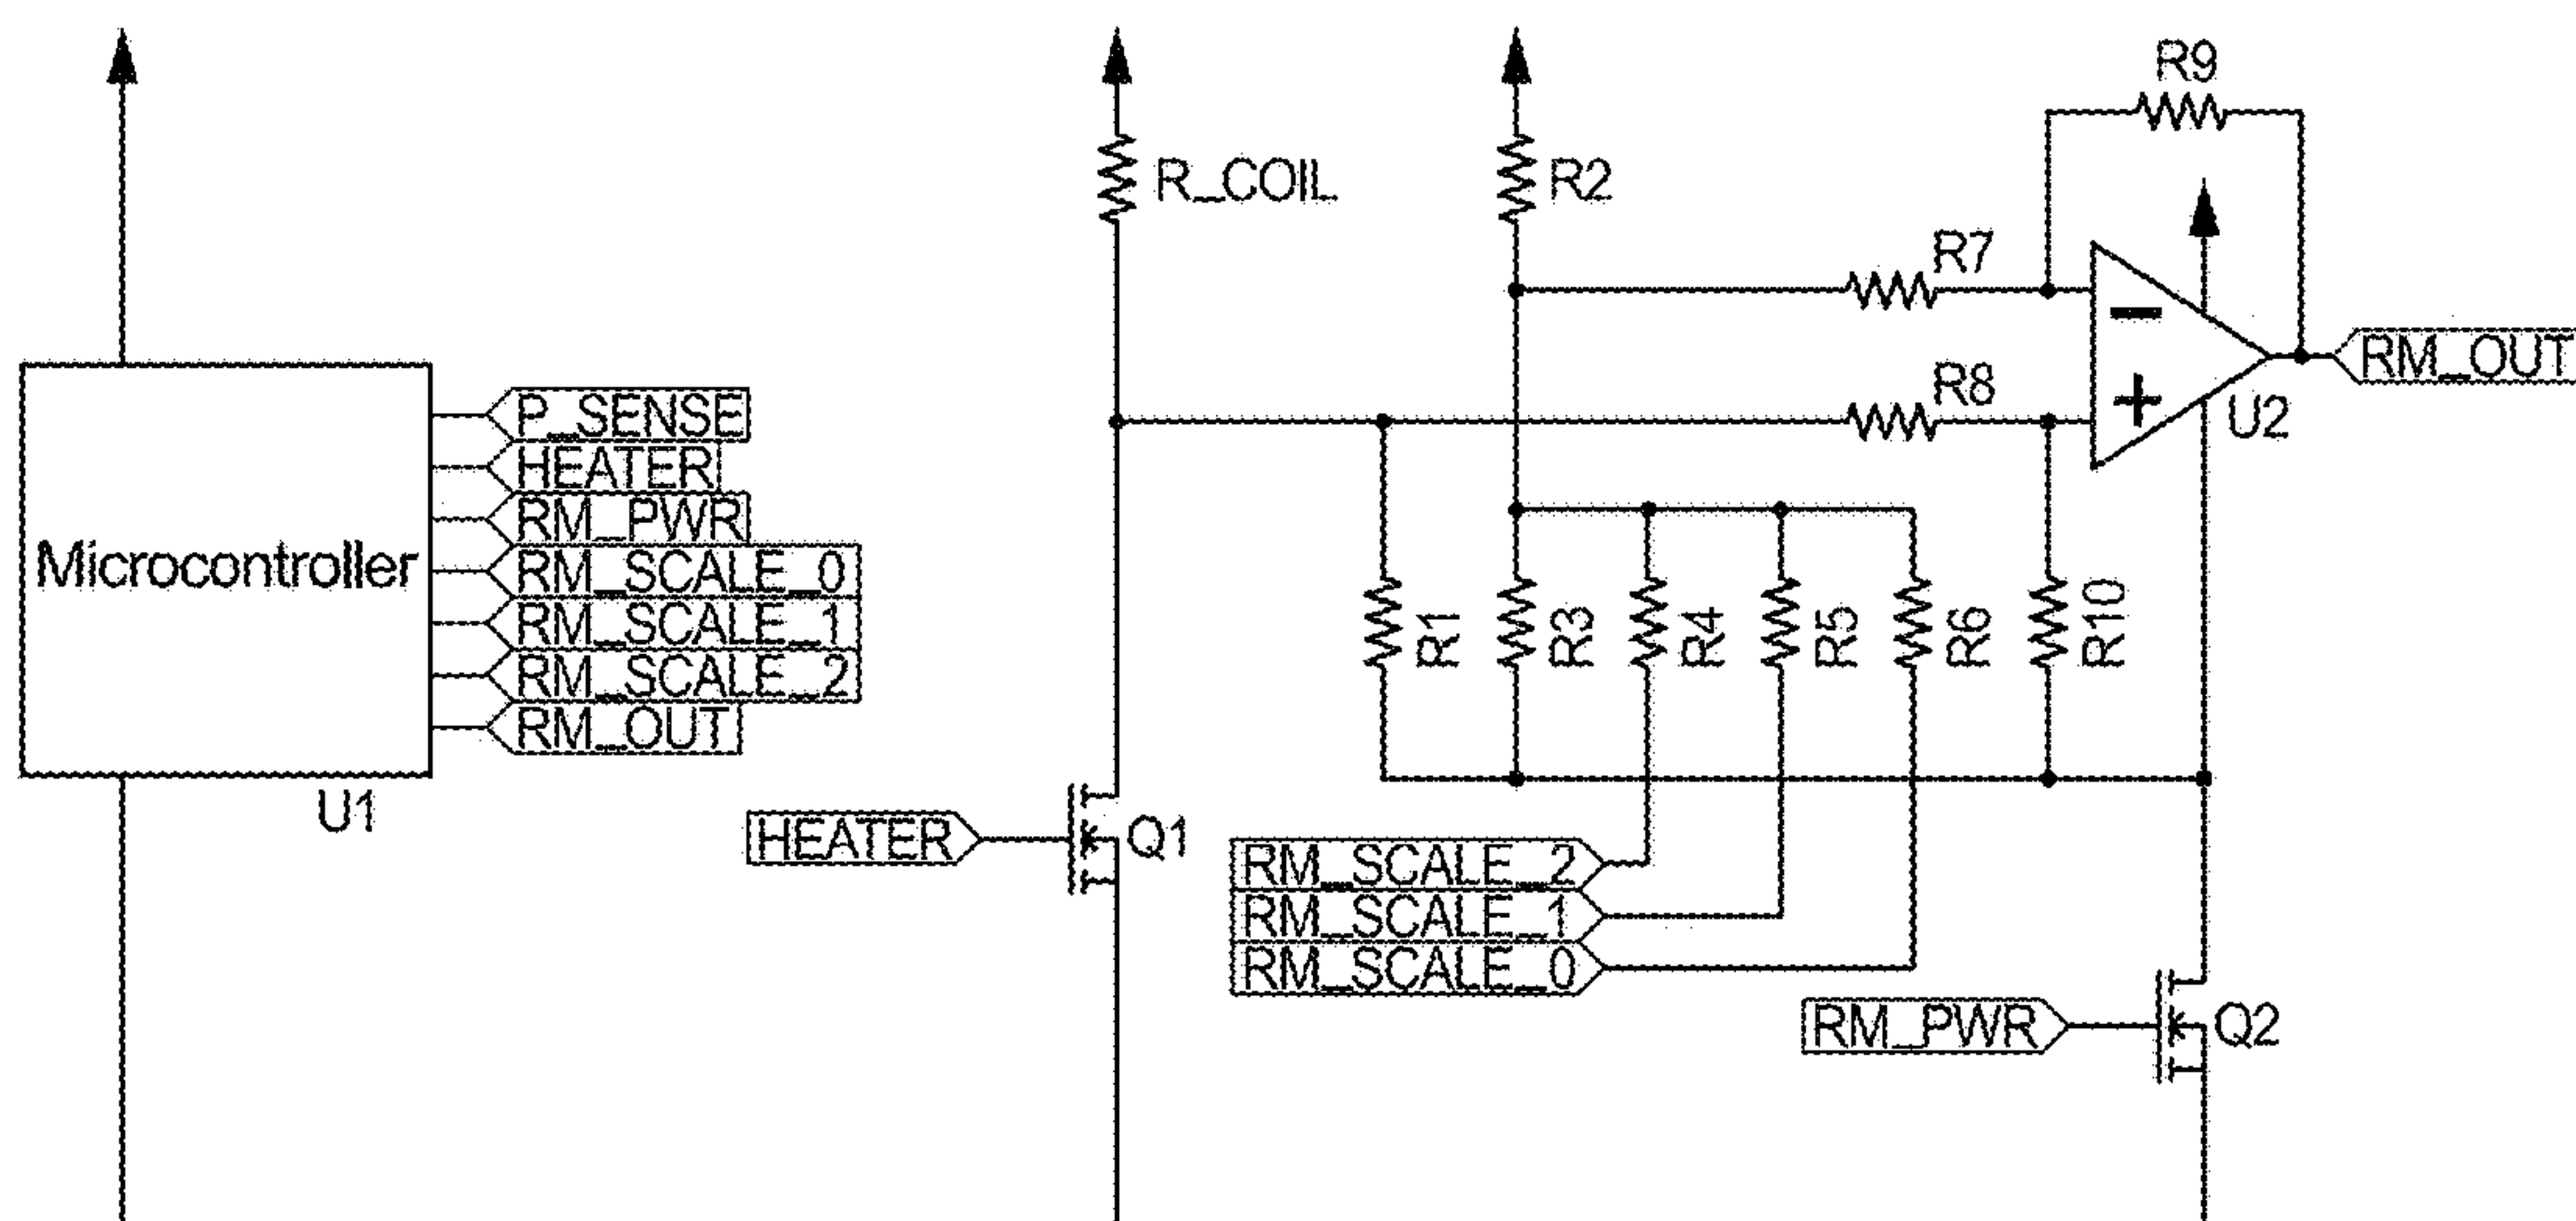 R9
R_COIL
R2
R7
RM_OUT
R8
U2
P_SENSE
HEATER
RM_PWR
RM_SCALE_0
RM_SCALE_1
RM_SCALE_2
RM_OUT
Microcontroller
U1
R1
R3
R4
R5
R6
R10
HEATER
Q1
RM_SCALE_2
RM_SCALE_1
RM_SCALE_0
RM_PWR
Q2